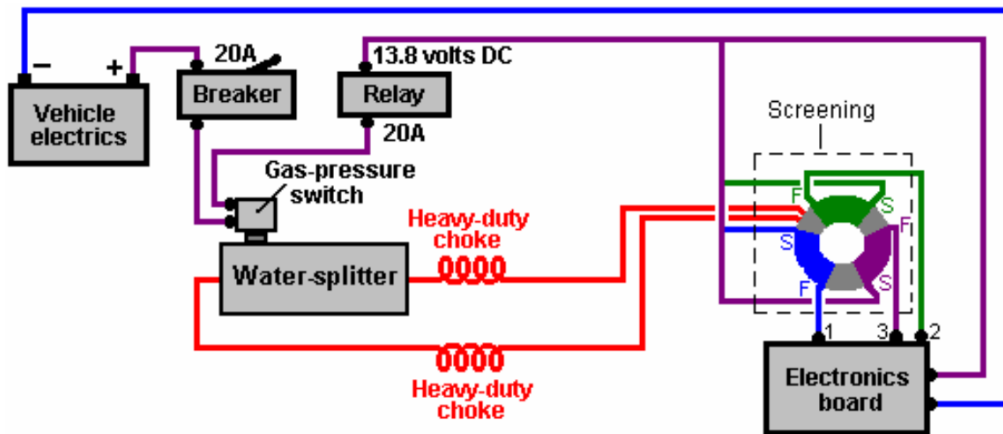 −
+
20A
13.8 volts DC
Vehicle
electrics
Breaker
Relay
20A
Screening
Gas-pressure
switch
Heavy-duty
choke
Water-splitter
F
S
F
S
F
S
1
3
2
Heavy-duty
choke
Electronics
board